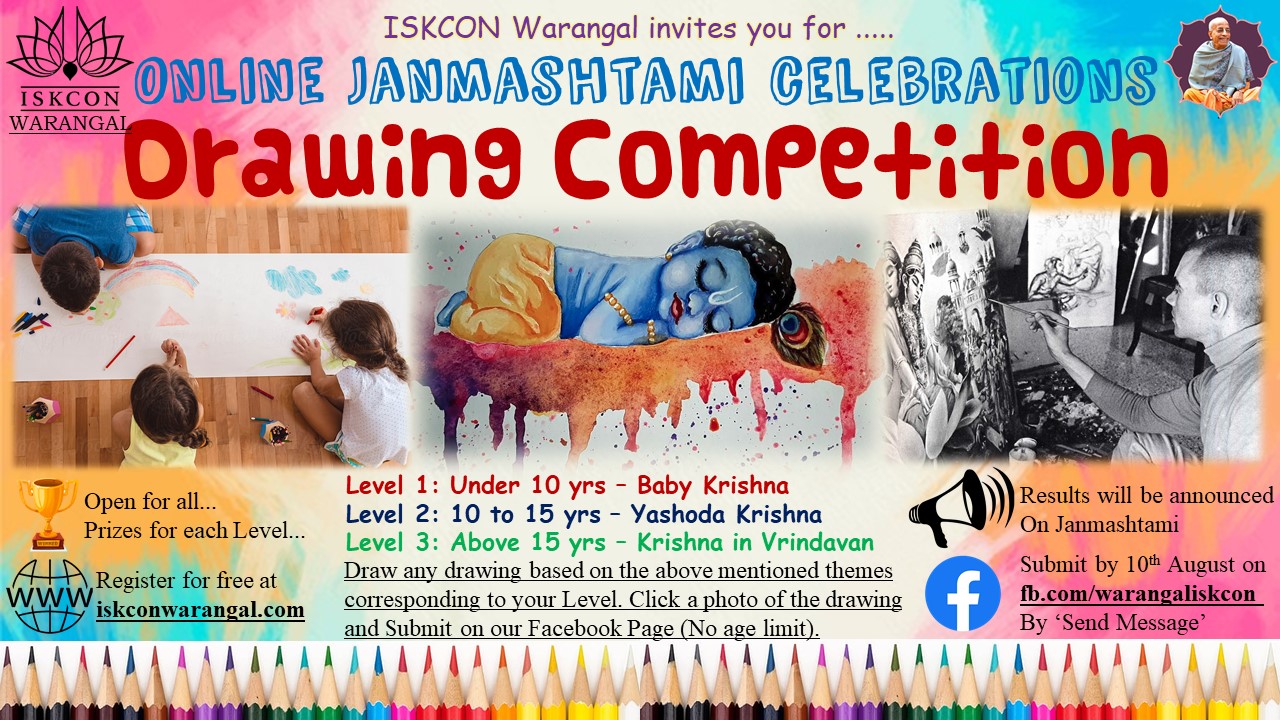 ISKCON Warangal invites you for .....
ISKCON
WARANGAL
ONLINE JANMASHTAMI CELEBRATIONS
Drawing Competition
Open for all...
Prizes for each Level...
WWW
Register for free at
iskconwarangal.com
Level 1: Under 10 yrs – Baby Krishna
Level 2: 10 to 15 yrs – Yashoda Krishna
Level 3: Above 15 yrs – Krishna in Vrindavan
Draw any drawing based on the above mentioned themes
corresponding to your Level. Click a photo of the drawing
and Submit on our Facebook Page (No age limit).
Results will be announced
On Janmashtami
Submit by 10th August on
fb.com/warangaliskcon
By ‘Send Message’